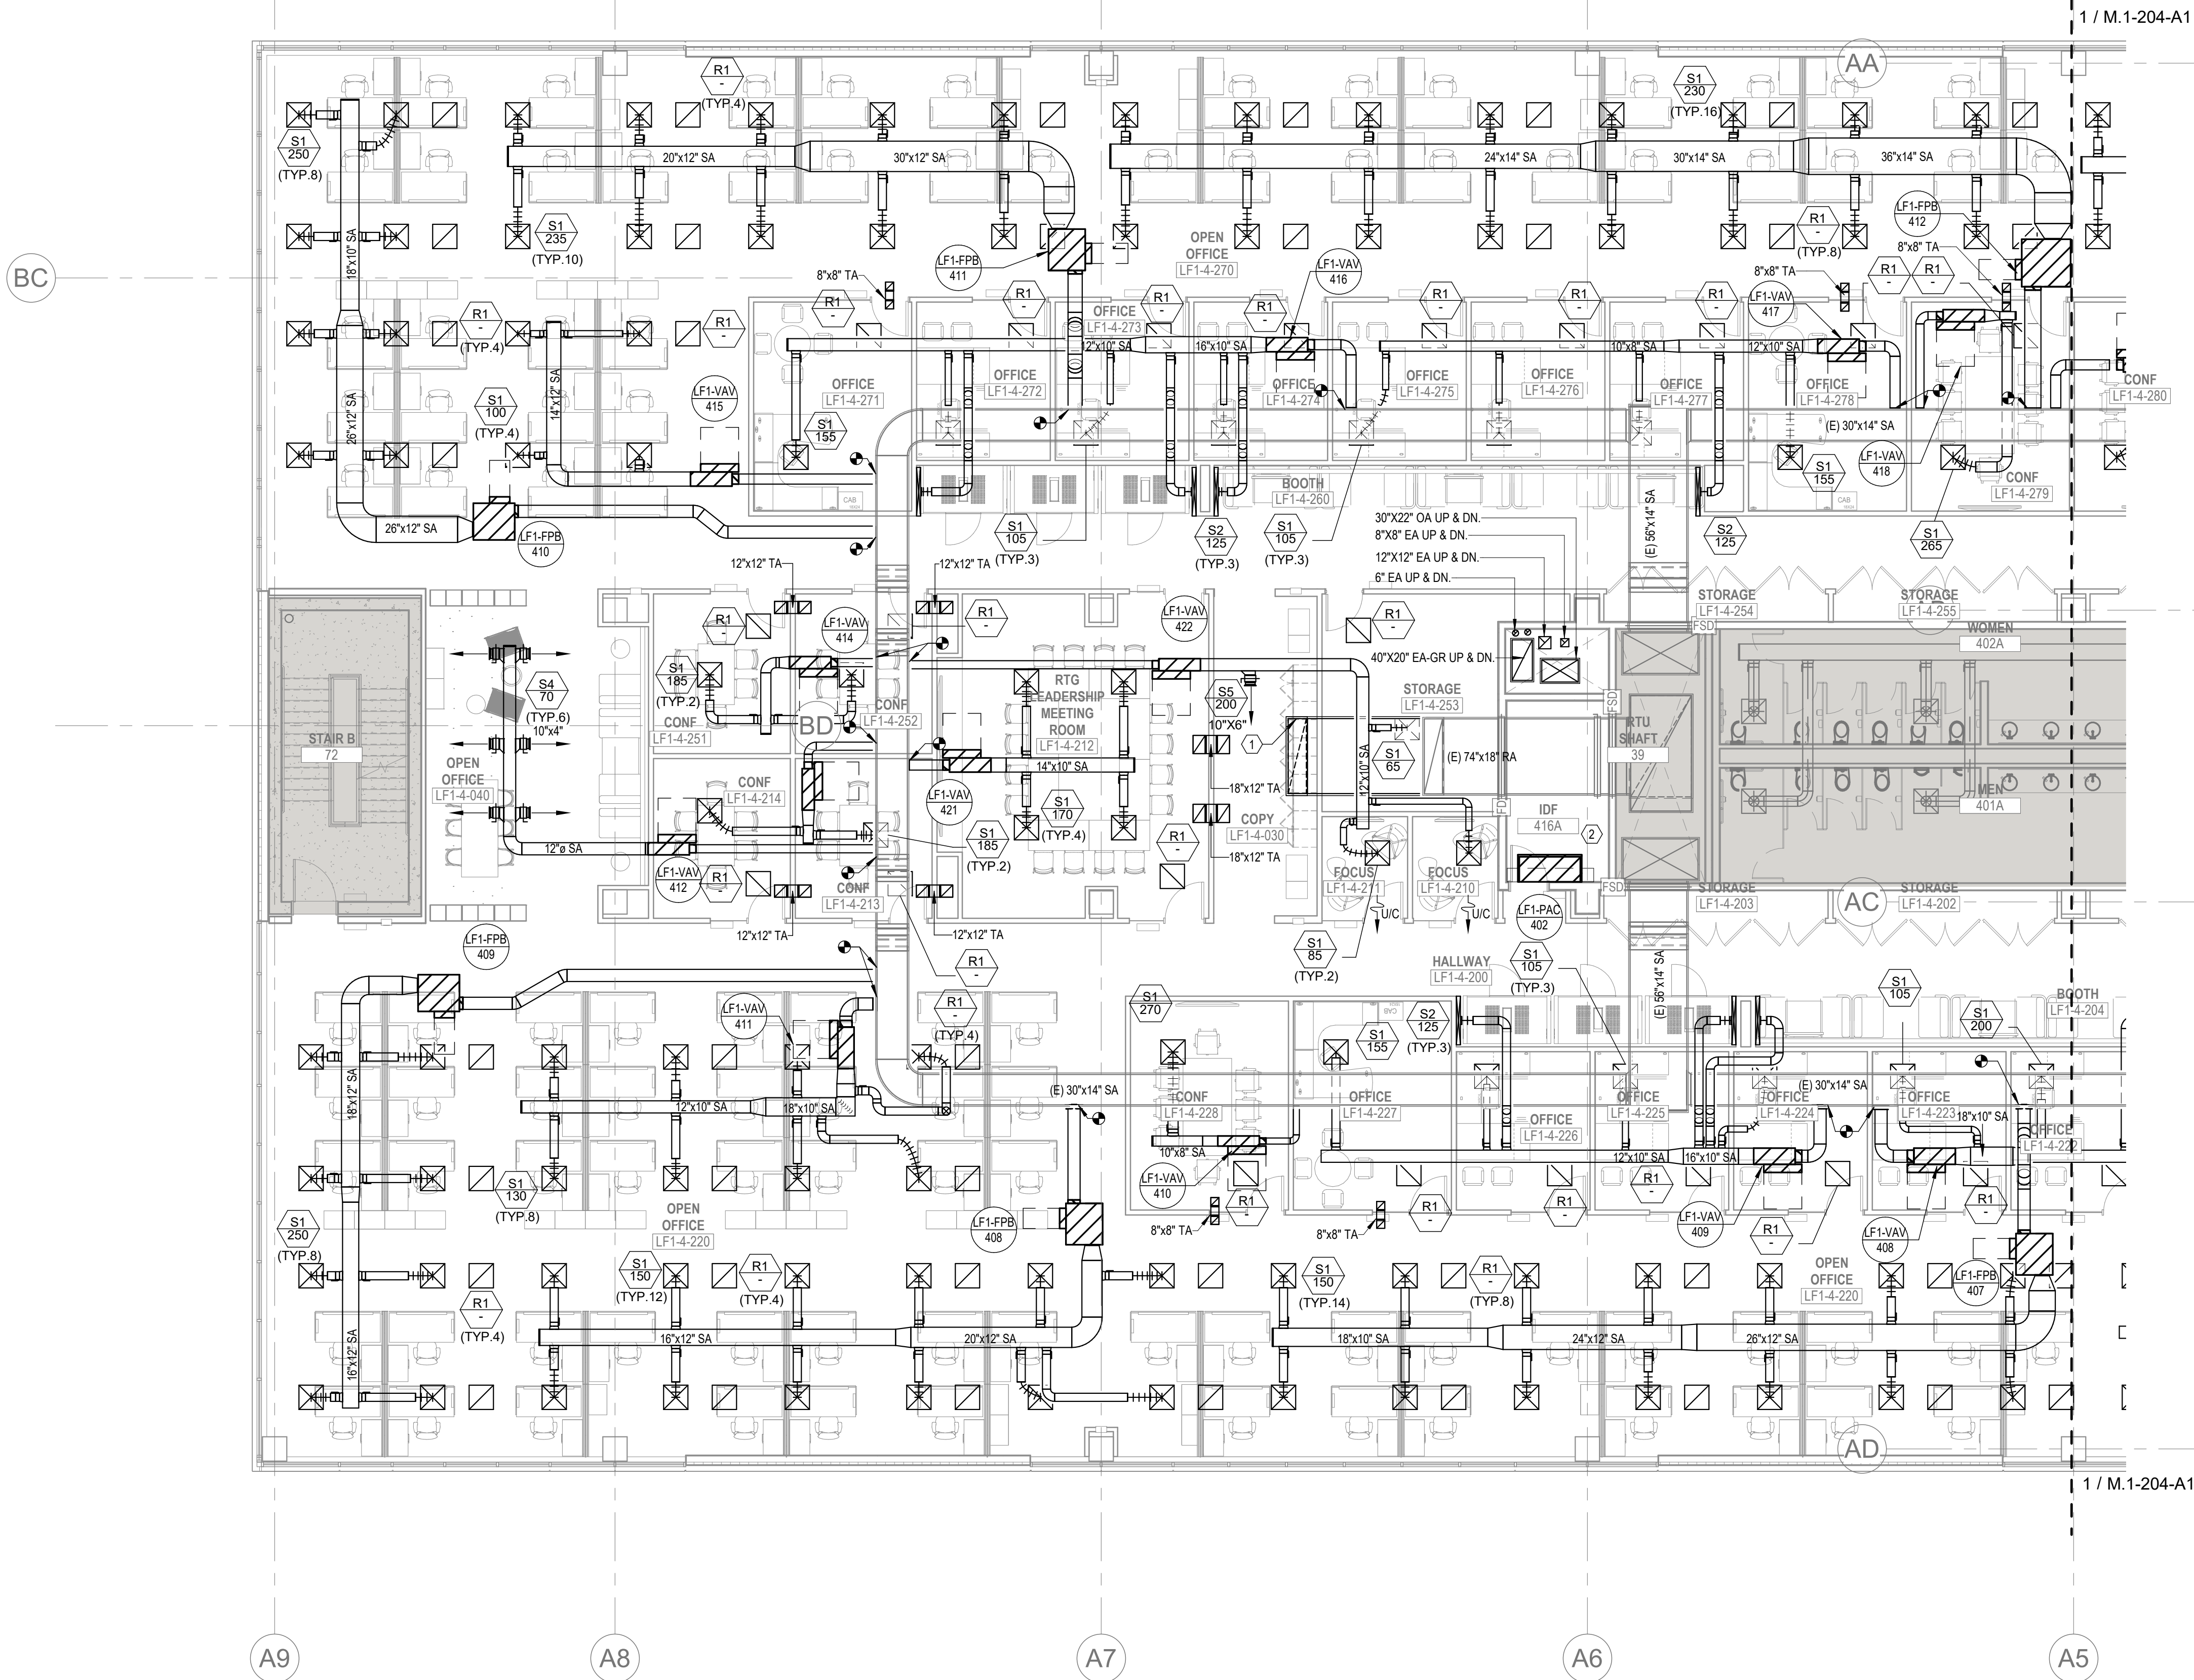 1 / M.1-204-A1
AA
R1
-
(TYP.4)
S1
230
(TYP.16)
S1
250
(TYP.8)
20"x12" SA
30"x12" SA
24"x14" SA
30"x14" SA
36"x14" SA
LF1-FPB
412
S1
235
(TYP.10)
R1
-
(TYP.8)
18"x10" SA
OPEN
OFFICE
LF1-4-270
LF1-FPB
411
8"x8" TA
BC
8"x8" TA
LF1-VAV
416
8"x8" TA
R1
-
R1
-
R1
-
R1
-
R1
-
R1
-
R1
-
R1
-
LF1-VAV
417
R1
-
R1
-
R1
-
(TYP.4)
R1
-
OFFICE
LF1-4-273
12"x10" SA
16"x10" SA
10"x8" SA
12"x10" SA
OFFICE
LF1-4-271
OFFICE
LF1-4-272
OFFICE
LF1-4-274
OFFICE
LF1-4-275
OFFICE
LF1-4-276
OFFICE
LF1-4-277
OFFICE
LF1-4-278
CONF
LF1-4-280
14"x12" SA
26"x12" SA
S1
100
(TYP.4)
LF1-VAV
415
S1
155
(E) 30"x14" SA
S1
155
LF1-VAV
418
CONF
LF1-4-279
CAB
CAB
BOOTH
LF1-4-260
26"x12" SA
LF1-FPB
410
S1
105
(TYP.3)
S2
125
(TYP.3)
S1
105
(TYP.3)
30"X22" OA UP & DN.
8"X8" EA UP & DN.
12"X12" EA UP & DN.
6" EA UP & DN.
(E) 56"x14" SA
S2
125
S1
265
12"x12" TA
12"x12" TA
STORAGE
LF1-4-254
STORAGE
LF1-4-255
R1
-
LF1-VAV
414
R1
-
LF1-VAV
422
R1
-
FSD
WOMEN
402A
S1
185
(TYP.2)
40"X20" EA-GR UP & DN.
S4
70
(TYP.6)
10"x4"
RTG
LEADERSHIP
MEETING
ROOM
LF1-4-212
S5
200
10"X6"
STORAGE
LF1-4-253
FSD
CONF
LF1-4-251
BD
CONF
LF1-4-252
STAIR B
72
RTU
SHAFT
39
1
OPEN
OFFICE
LF1-4-040
14"x10" SA
S1
65
(E) 74"x18" RA
12"x10" SA
CONF
LF1-4-214
LF1-VAV
421
18"x12" TA
S1
170
(TYP.4)
COPY
LF1-4-030
FD
IDF
416A
2
MEN
401A
12"ø SA
S1
185
(TYP.2)
R1
-
18"x12" TA
LF1-VAV
412
R1
-
CONF
LF1-4-213
FOCUS
LF1-4-211
FOCUS
LF1-4-210
FSD
STORAGE
LF1-4-203
AC
STORAGE
LF1-4-202
U/C
U/C
LF1-PAC
402
12"x12" TA
12"x12" TA
LF1-FPB
409
S1
85
(TYP.2)
R1
-
HALLWAY
LF1-4-200
S1
105
(TYP.3)
(E) 56"x14" SA
S1
105
BOOTH
LF1-4-204
LF1-VAV
411
R1
-
(TYP.4)
S1
270
CAB
S2
125
(TYP.3)
S1
155
S1
200
18"x12" SA
12"x10" SA
18"x10" SA
(E) 30"x14" SA
CONF
LF1-4-228
OFFICE
LF1-4-227
OFFICE
LF1-4-226
OFFICE
LF1-4-225
(E) 30"x14" SA
OFFICE
LF1-4-224
OFFICE
LF1-4-223
18"x10" SA
OFFICE
LF1-4-222
10"x8" SA
12"x10" SA
16"x10" SA
S1
130
(TYP.8)
LF1-VAV
410
R1
-
R1
-
R1
-
R1
-
R1
-
R1
-
LF1-VAV
409
LF1-VAV
408
S1
250
(TYP.8)
OPEN
OFFICE
LF1-4-220
LF1-FPB
408
8"x8" TA
8"x8" TA
OPEN
OFFICE
LF1-4-220
LF1-FPB
407
R1
-
(TYP.4)
S1
150
(TYP.12)
R1
-
(TYP.4)
S1
150
(TYP.14)
R1
-
(TYP.8)
16"x12" SA
16"x12" SA
20"x12" SA
18"x10" SA
24"x12" SA
26"x12" SA
AD
1 / M.1-204-A1
A9
A8
A7
A6
A5